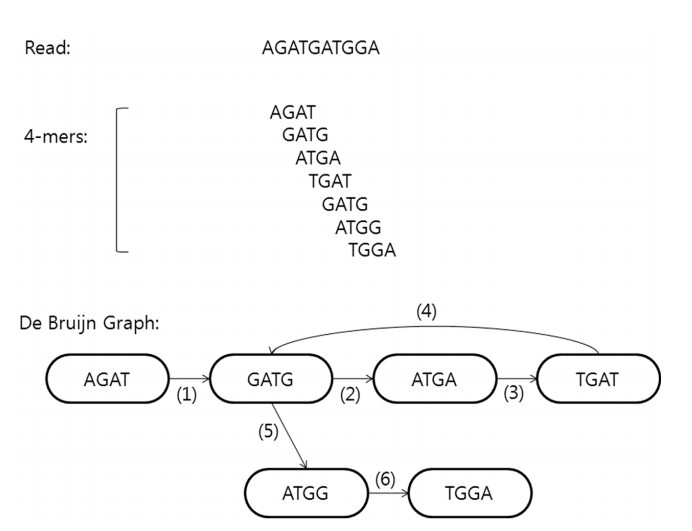 Read: AGATGATGGA
AGAT
4-mers: GATG
ATGA
TGAT
GATG
ATGG
TGGA
De Bruijn Graph:
(4)
AGAT GATG ATGA TGAT
(1) (2) (3)
(5)
(6)
ATGG TGGA